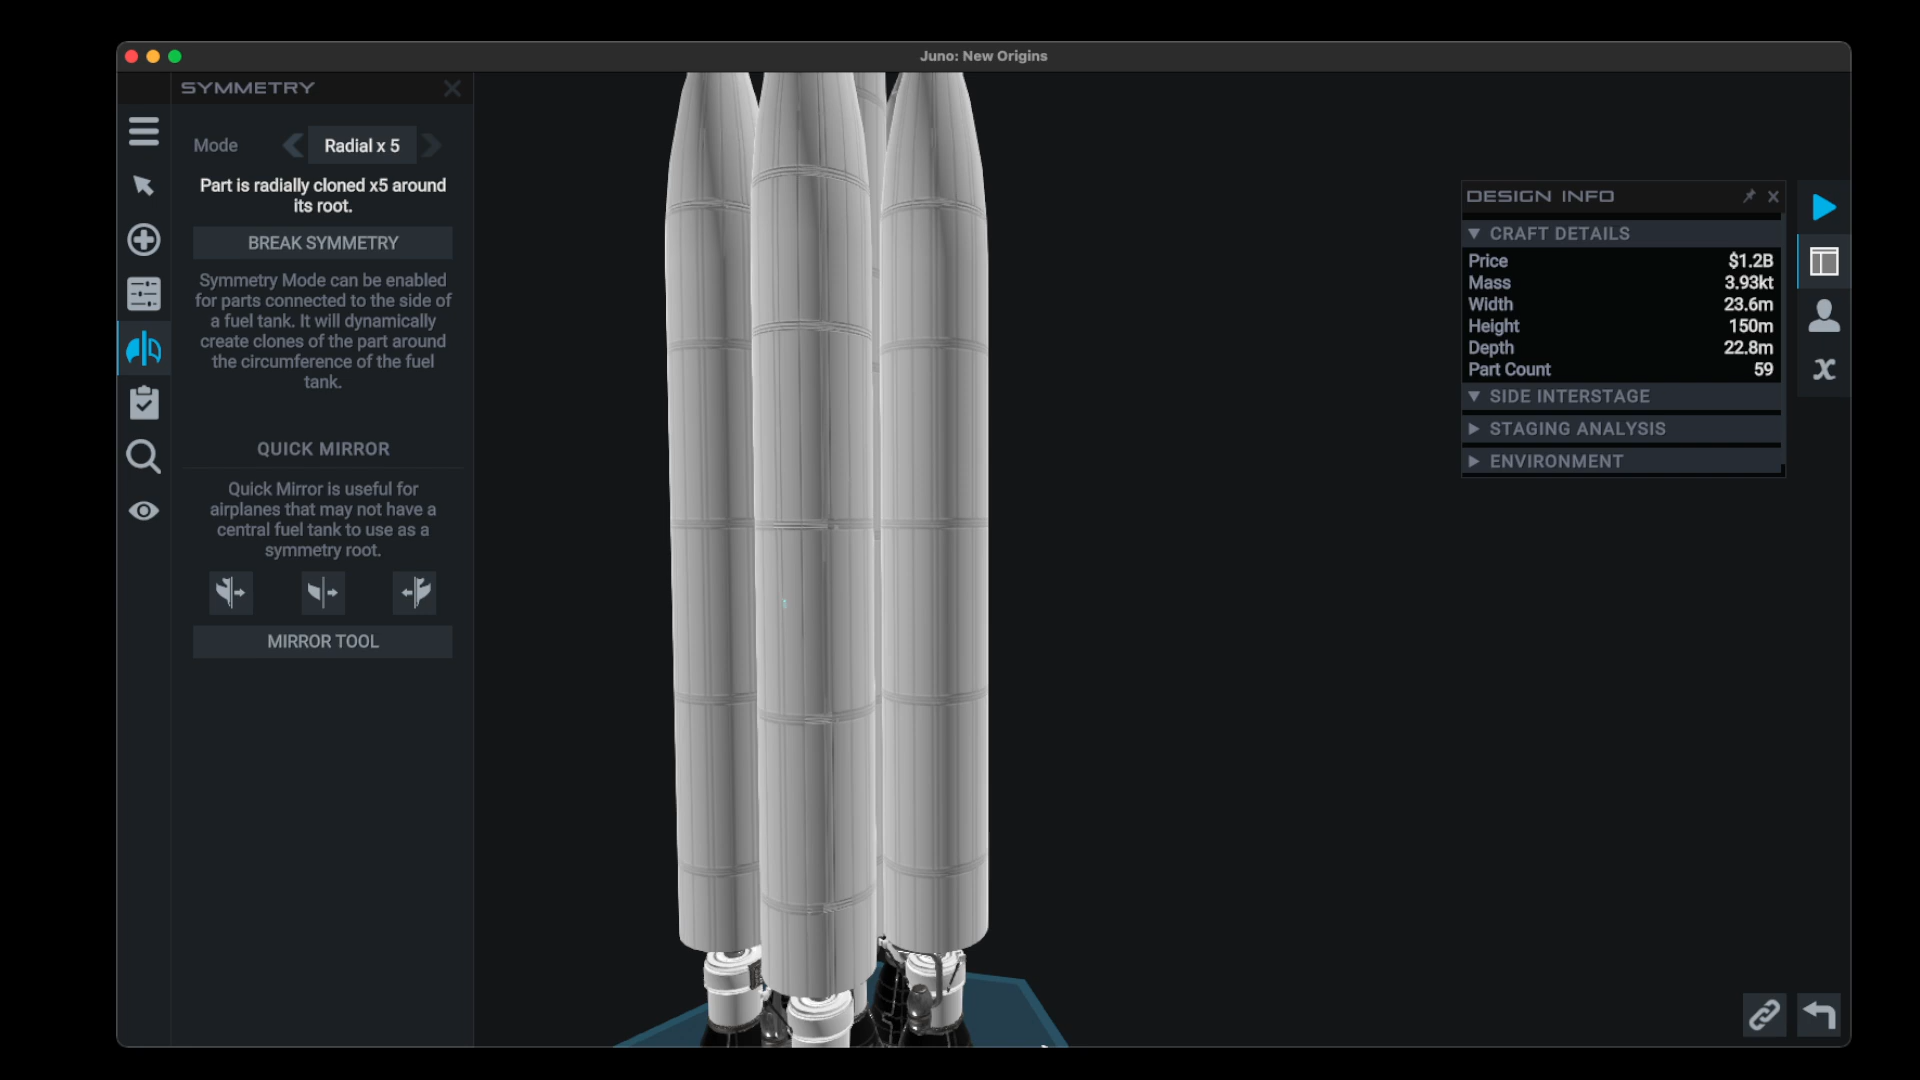 Juno: New Origins
SYMMETRY
Mode
Radial x 5
Part is radially cloned x5 around
its root.
BREAK SYMMETRY
Symmetry Mode can be enabled
for parts connected to the side of
a fuel tank. It will dynamically
create clones of the part around
the circumference of the fuel
tank.
QUICK MIRROR
Quick Mirror is useful for
airplanes that may not have a
central fuel tank to use as a
symmetry root.
MIRROR TOOL
DESIGN INFO
CRAFT DETAILS
Price $1.2B
Mass 3.93kt
Width 23.6m
Height 150m
Depth 22.8m
Part Count 59
SIDE INTERSTAGE
STAGING ANALYSIS
ENVIRONMENT
x